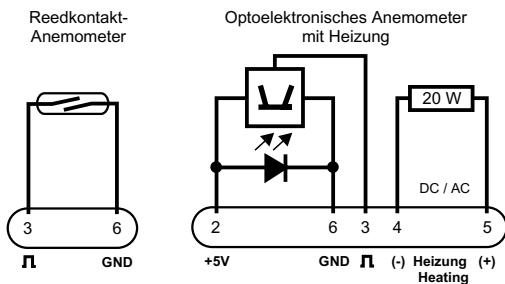 Reedkontakt-
Anemometer
Optoelektronisches Anemometer
mit Heizung
20 W
DC / AC
3 6
2 6 3 4 5
GND
+5V GND (-) Heizung (+)
Heating